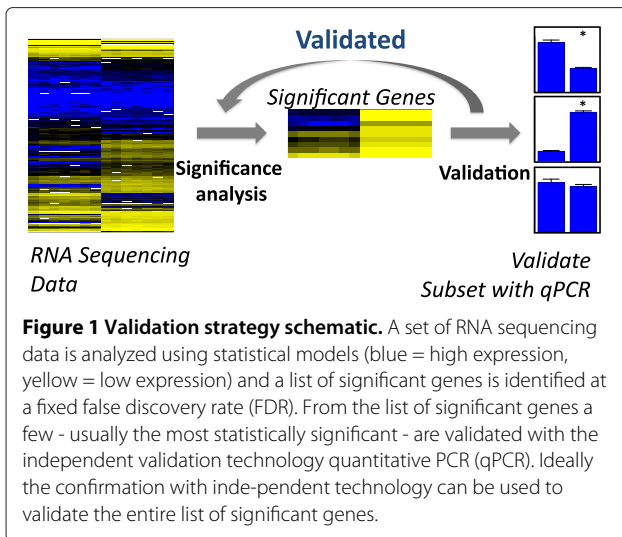 Validated
*
Significant Genes
*
Significance
analysis
Validation
RNA Sequencing
Data
Validate
Subset with qPCR
Figure 1 Validation strategy schematic. A set of RNA sequencing
data is analyzed using statistical models (blue = high expression,
yellow = low expression) and a list of significant genes is identified at
a fixed false discovery rate (FDR). From the list of significant genes a
few - usually the most statistically significant - are validated with the
independent validation technology quantitative PCR (qPCR). Ideally
the confirmation with inde-pendent technology can be used to
validate the entire list of significant genes.